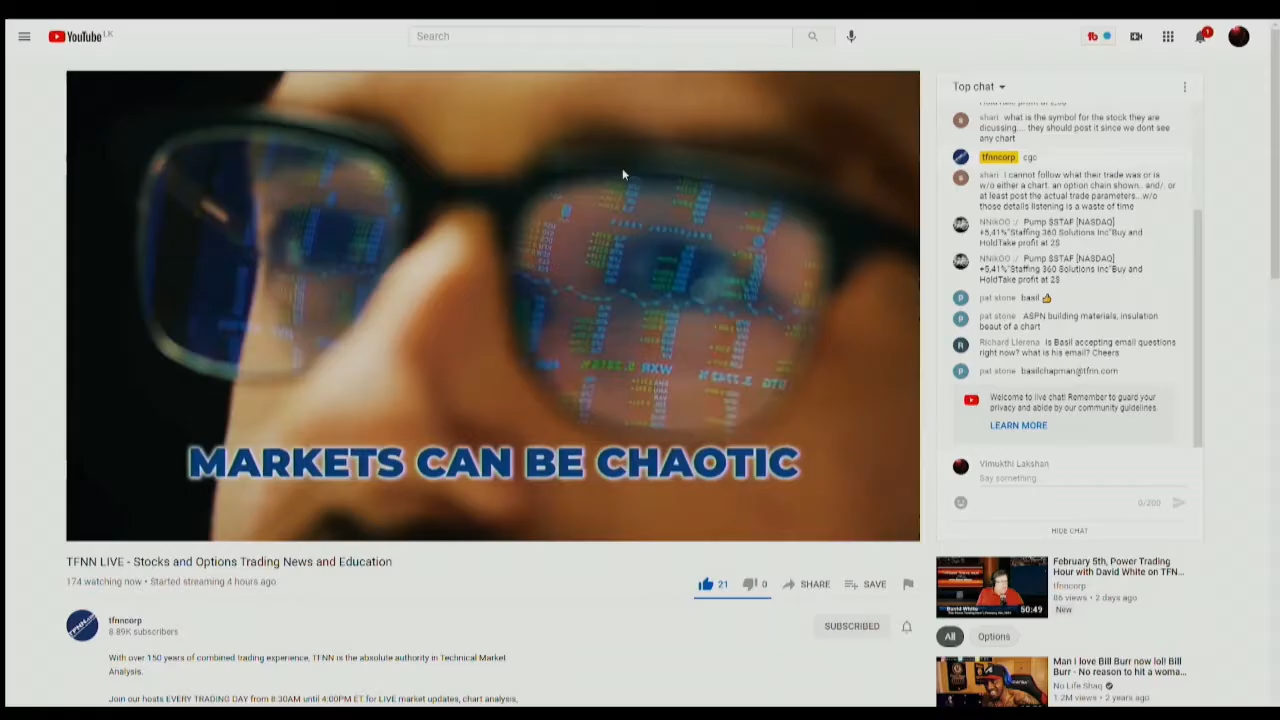 YouTube LK
Search
1
Top chat
shari what is the symbol for the stock they are
dicussing.... they should post it since we dont see
any chart
tfnncorp cgc
shari I cannot follow what their trade was or is
w/o either a chart. an option chain shown.. and/. or
at least post the actual trade parameters...w/o
those details listening is a waste of time
NNikOO :/ Pump $STAF [NASDAQ]
+5,41%"Staffing 360 Solutions Inc"Buy and
HoldTake profit at 2$
NNikOO :/ Pump $STAF [NASDAQ]
+5,41%"Staffing 360 Solutions Inc"Buy and
HoldTake profit at 2$
pat stone basil 👍
pat stone ASPN building materials, insulation
beaut of a chart
Richard Llerena Is Basil accepting email questions
right now? what is his email? Cheers
pat stone basilchapman@tfnn.com
Welcome to live chat! Remember to guard your
privacy and abide by our community guidelines.
LEARN MORE
Vimukthi Lakshan
Say something...
0/200
HIDE CHAT
MARKETS CAN BE CHAOTIC
TFNN LIVE - Stocks and Options Trading News and Education
174 watching now • Started streaming 4 hours ago
21 0 SHARE SAVE
tfnncorp
8.89K subscribers
SUBSCRIBED
With over 150 years of combined trading experience, TFNN is the absolute authority in Technical Market
Analysis.
Join our hosts EVERY TRADING DAY from 8:30AM until 4:00PM ET for LIVE market updates, chart analysis,
February 5th, Power Trading
Hour with David White on TFN...
tfnncorp
86 views • 2 days ago
New
David White
50:49
All Options
Man I love Bill Burr now lol! Bill
Burr - No reason to hit a woma...
No Life Shaq
1.2M views • 2 years ago